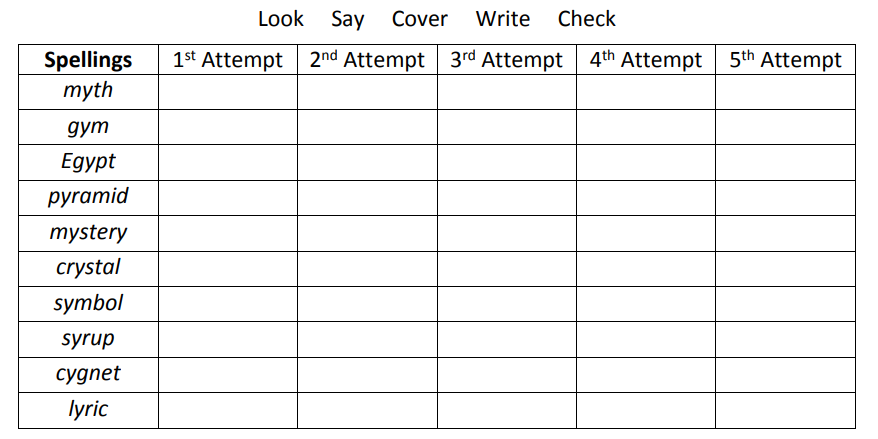 Look Say Cover Write Check
Spellings 1st Attempt 2nd Attempt 3rd Attempt 4th Attempt 5th Attempt
myth
gym
Egypt
pyramid
mystery
crystal
symbol
syrup
cygnet
lyric